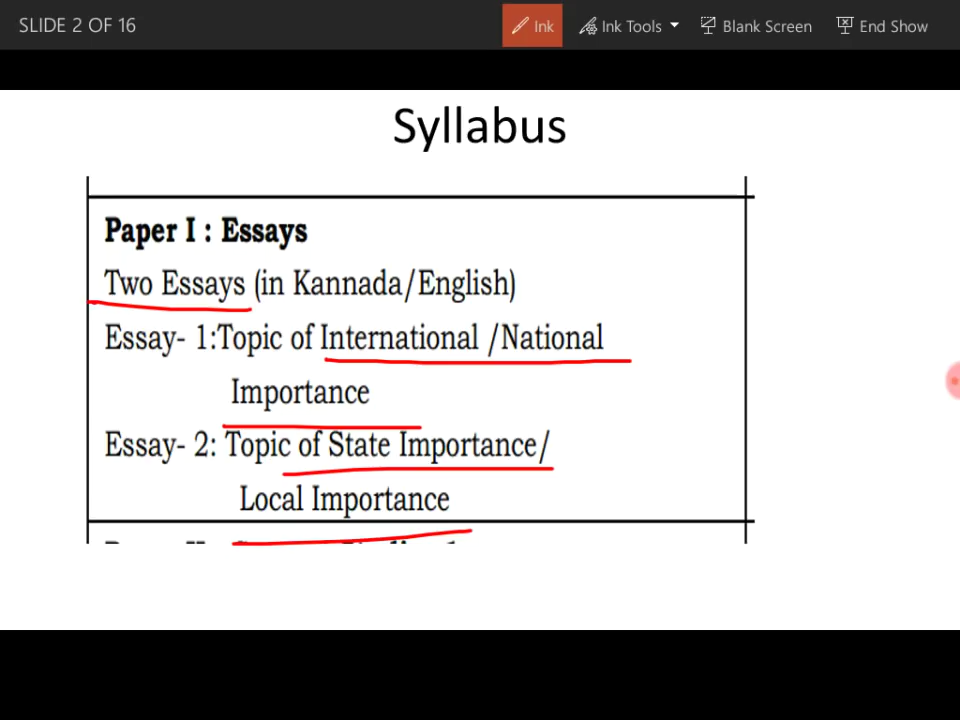 SLIDE 2 OF 16
Ink
Ink Tools
Blank Screen
End Show
Syllabus
Paper I : Essays
Two Essays (in Kannada/English)
Essay- 1:Topic of International /National
Importance
Essay- 2: Topic of State Importance/
Local Importance